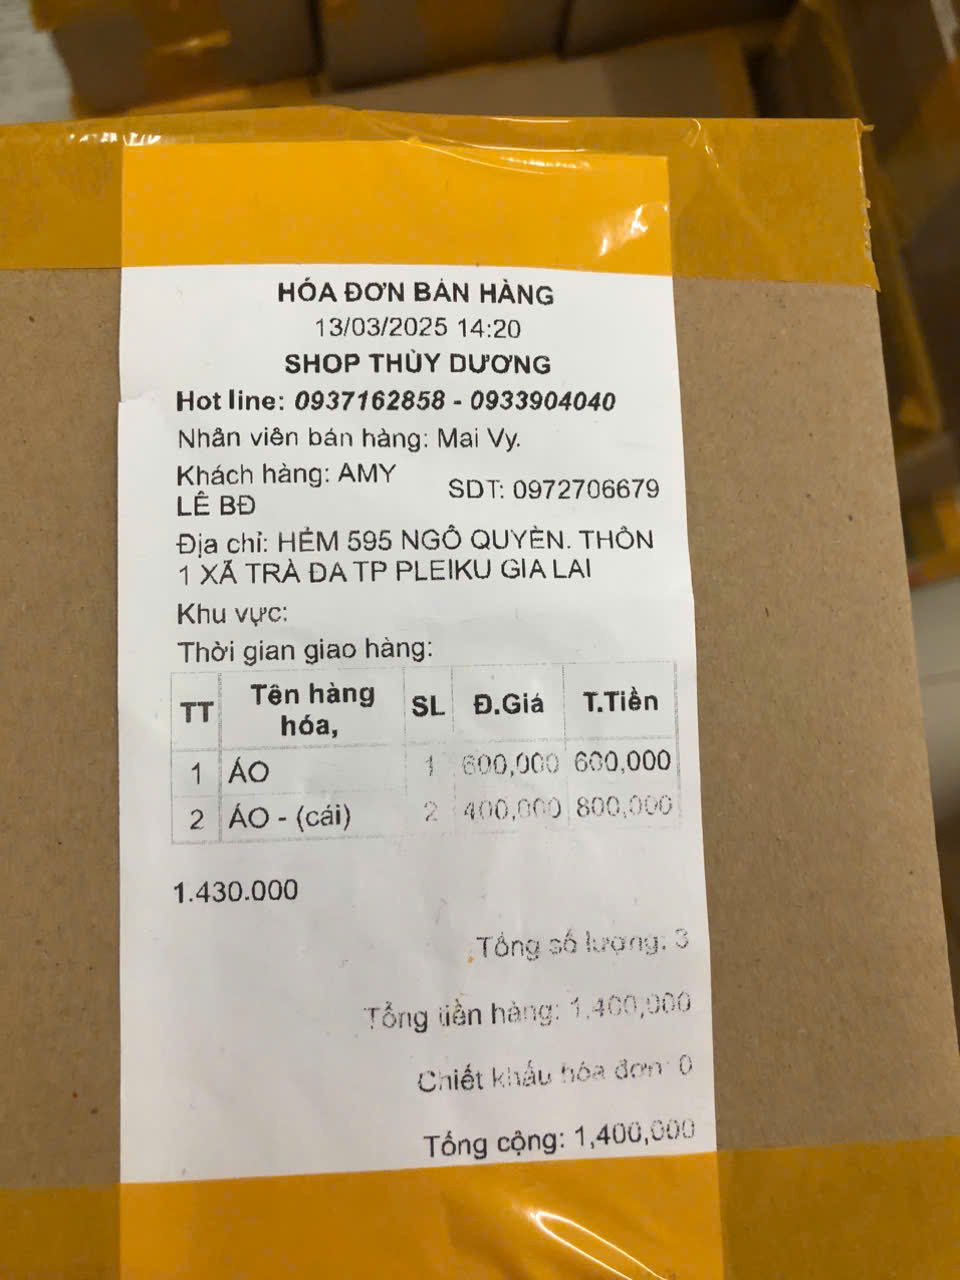 HÓA ĐƠN BÁN HÀNG
13/03/2025 14:20
SHOP THÙY DƯƠNG
Hot line: 0937162858 - 0933904040
Nhân viên bán hàng: Mai Vy.
Khách hàng: AMY LÊ BĐ SDT: 0972706679
Địa chỉ: HẺM 595 NGÔ QUYỀN. THÔN
1 XÃ TRÀ ĐA TP PLEIKU GIA LAI
Khu vực:
Thời gian giao hàng:
TT Tên hàng hóa, SL Đ.Giá T.Tiền
1 ÁO 1 600,000 600,000
2 ÁO - (cái) 2 400,000 800,000
1.430.000
Tổng số lượng: 3
Tổng tiền hàng: 1,400,000
Chiết khấu hóa đơn: 0
Tổng cộng: 1,400,000